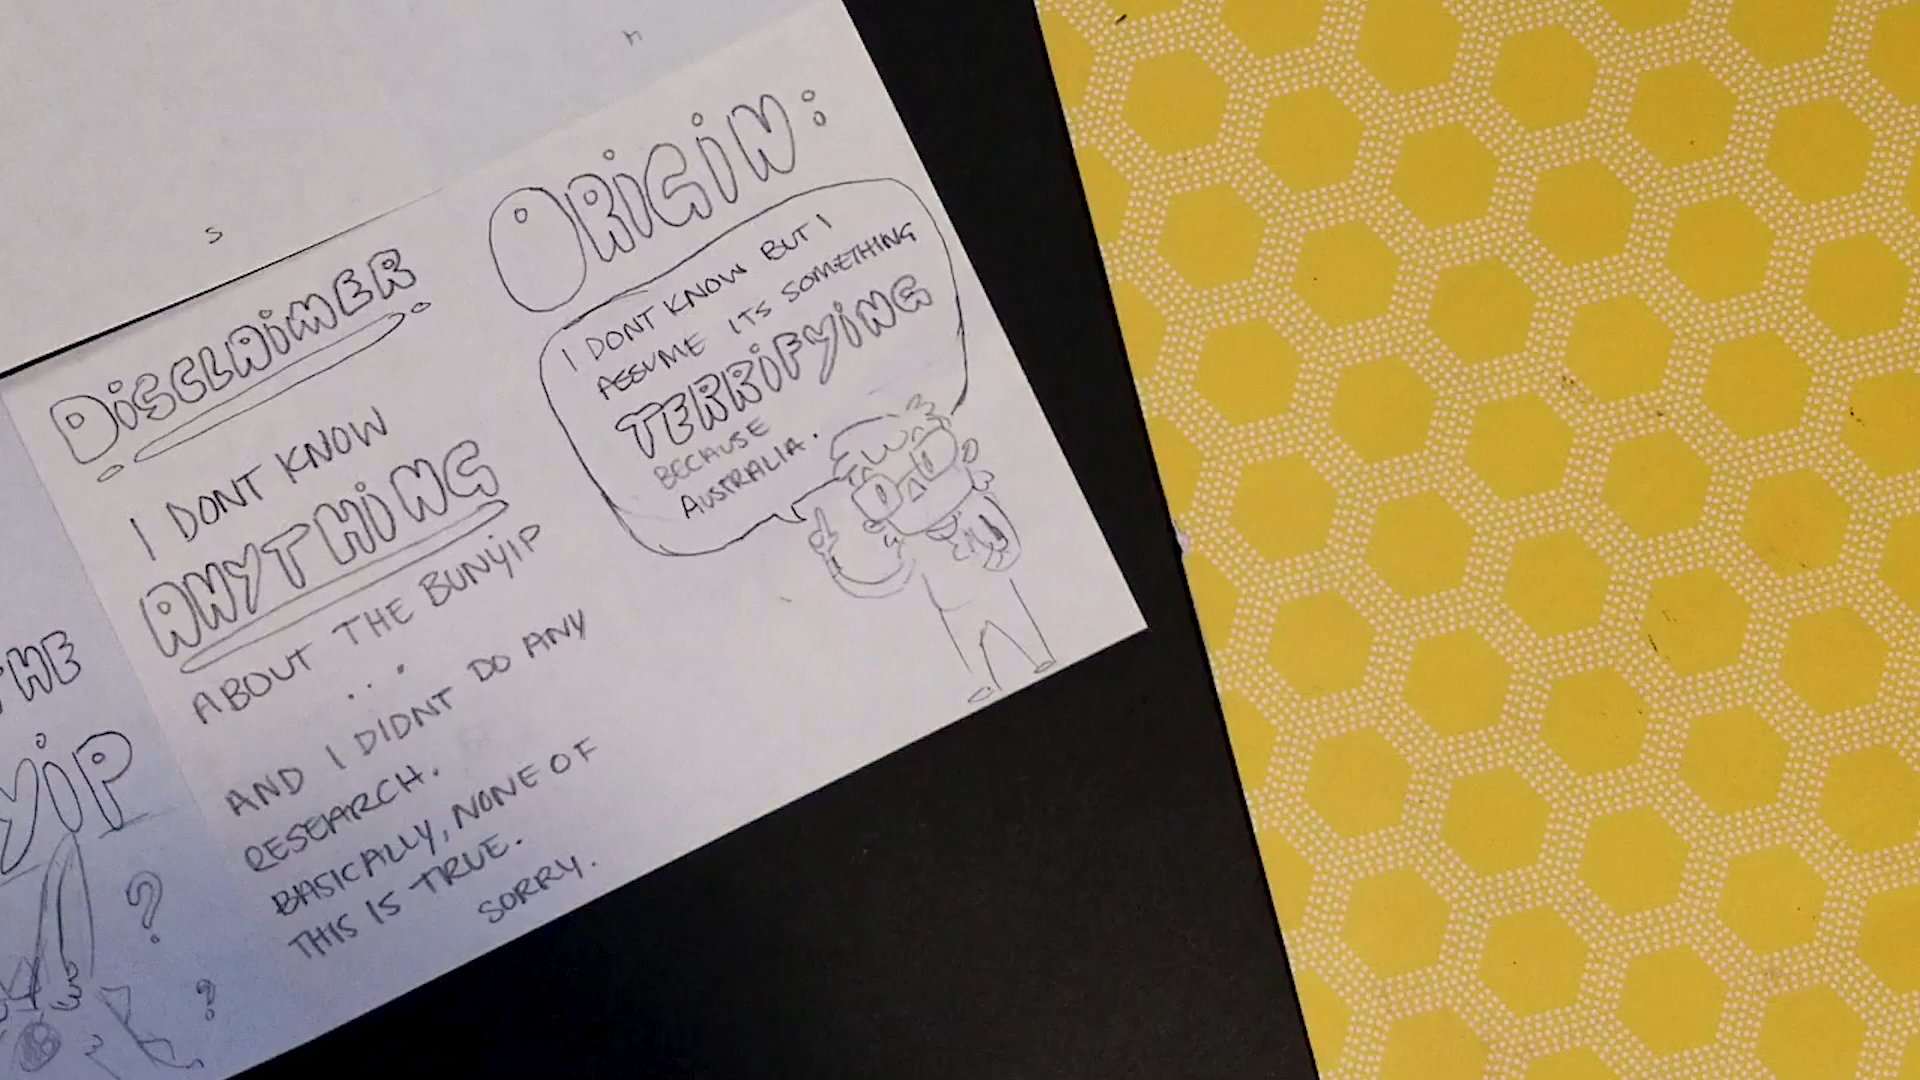 THE
YIP
?
?
DiSCLAiMER
I DONT KNOW
ANYTHiNG
ABOUT THE BUNYIP
...
AND I DIDNT DO ANY
RESEARCH.
BASICALLY, NONE OF
THIS IS TRUE.
SORRY.
ORiGiN:
I DONT KNOW BUT I
ASSUME ITS SOMETHING
TERRiFYiNG
BECAUSE
AUSTRALIA.
S